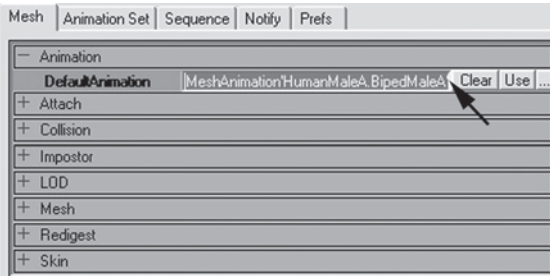 Mesh Animation Set Sequence Notify Prefs
Animation
DefaultAnimation MeshAnimation'HumanMaleA.BipedMaleA' Clear Use ...
Attach
Collision
Impostor
LOD
Mesh
Redigest
Skin